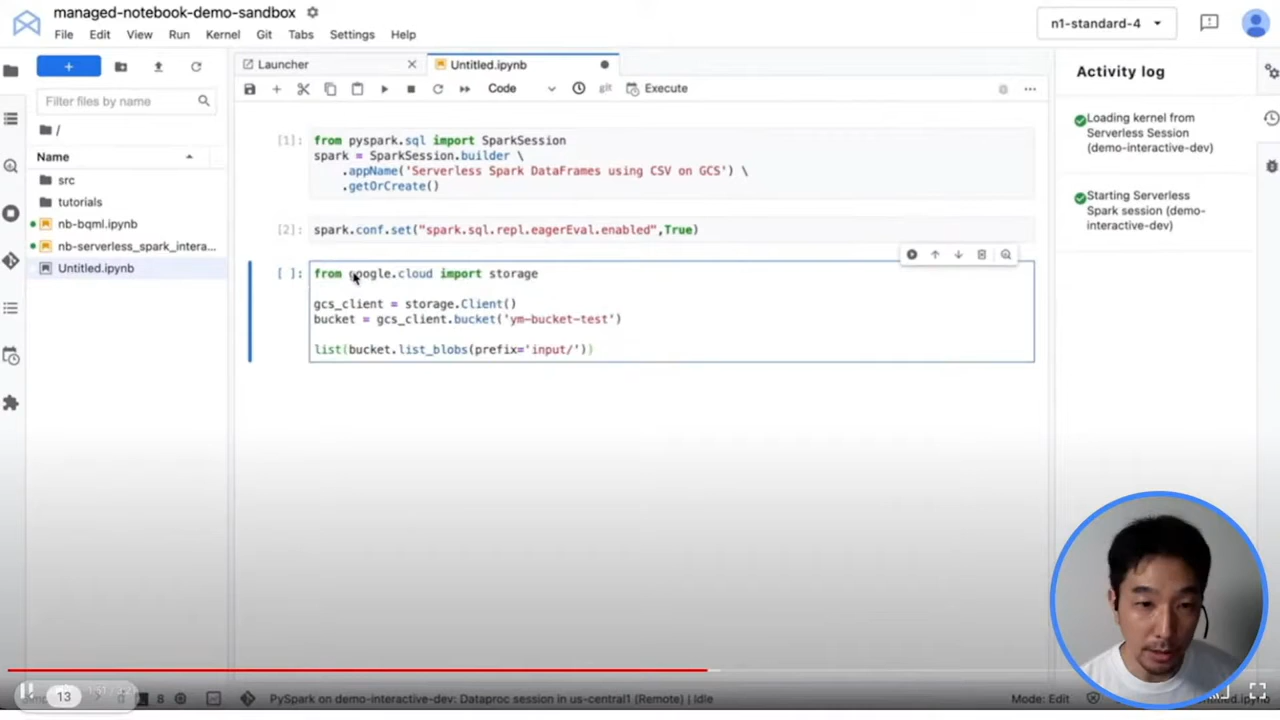 managed-notebook-demo-sandbox
n1-standard-4
File Edit View Run Kernel Git Tabs Settings Help
+
Filter files by name
/
Name
src
tutorials
nb-bqml.ipynb
nb-serverless_spark_intera...
Untitled.ipynb
Launcher
Untitled.ipynb
Code
git
Execute
[1]:
from pyspark.sql import SparkSession
spark = SparkSession.builder \
.appName('Serverless Spark DataFrames using CSV on GCS') \
.getOrCreate()
[2]:
spark.conf.set("spark.sql.repl.eagerEval.enabled",True)
[ ]:
from google.cloud import storage
gcs_client = storage.Client()
bucket = gcs_client.bucket('ym-bucket-test')
list(bucket.list_blobs(prefix='input/'))
Activity log
Loading kernel from
Serverless Session
(demo-interactive-dev)
Starting Serverless
Spark session (demo-
interactive-dev)
13
8
PySpark on demo-interactive-dev: Dataproc session in us-central1 (Remote) | Idle
Mode: Edit